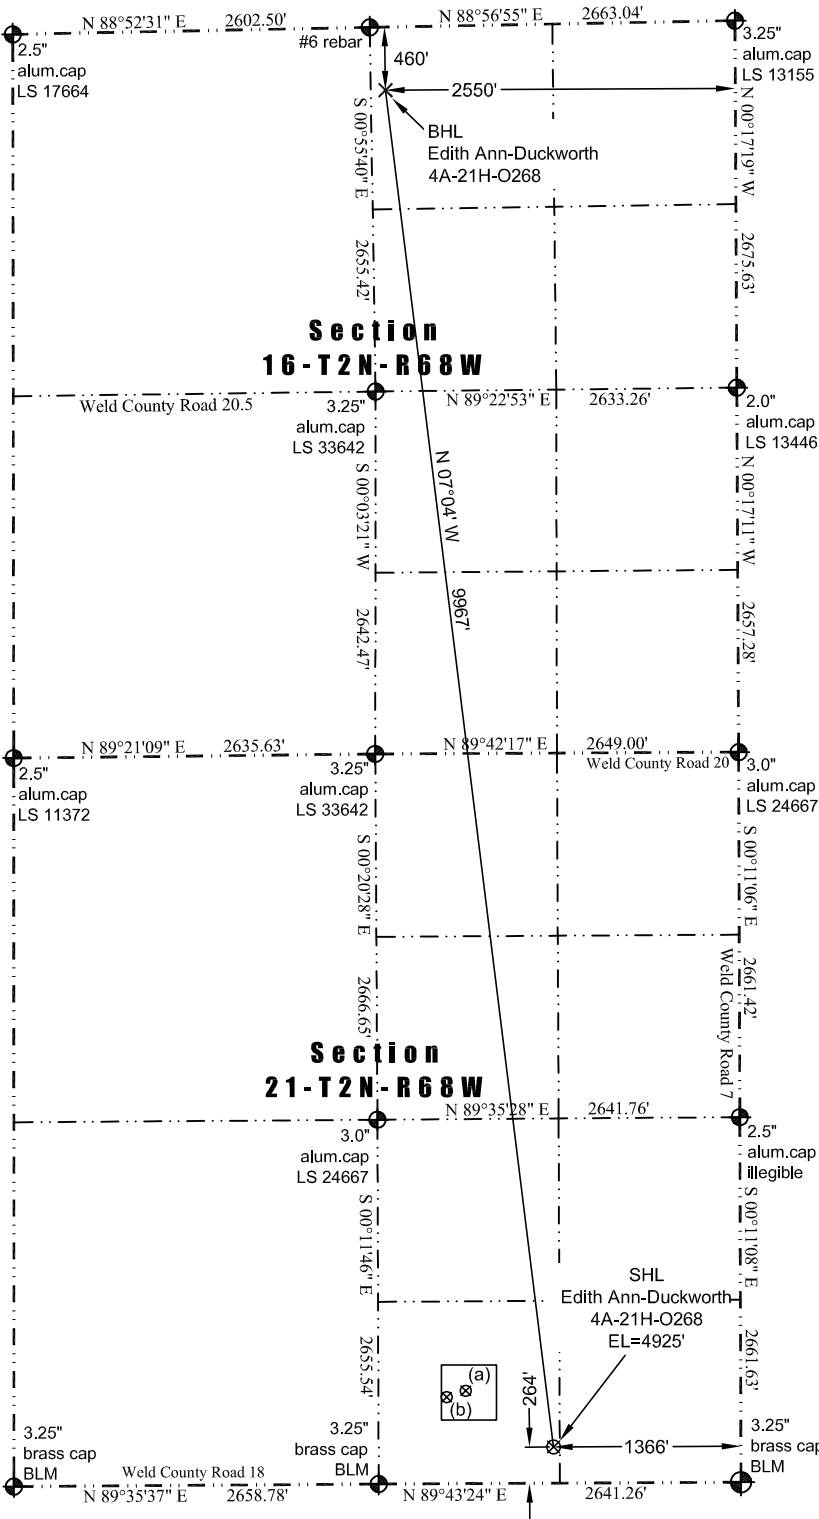 N 88°52'31" E 2602.50'
N 88°56'55" E 2663.04'
2.5"
alum.cap
LS 17664
#6 rebar
460'
3.25"
alum.cap
LS 13155
2550'
BHL
Edith Ann-Duckworth
4A-21H-O268
S 00°55'40" E 2655.42'
N 00°17'19" W 2675.63'
Section
16-T2N-R68W
Weld County Road 20.5
3.25"
alum.cap
LS 33642
N 89°22'53" E 2633.26'
2.0"
alum.cap
LS 13446
N 07°04' W 9967'
S 00°03'21" W 2642.47'
N 00°17'11" W 2657.28'
N 89°21'09" E 2635.63'
N 89°42'17" E 2649.00'
Weld County Road 20
2.5"
alum.cap
LS 11372
3.25"
alum.cap
LS 33642
3.0"
alum.cap
LS 24667
S 00°20'28" E 2666.65'
S 00°11'06" E 2661.42'
Weld County Road 7
Section
21-T2N-R68W
N 89°35'28" E 2641.76'
3.0"
alum.cap
LS 24667
2.5"
alum.cap
illegible
S 00°11'46" E 2655.54'
S 00°11'08" E 2661.63'
SHL
Edith Ann-Duckworth
4A-21H-O268
EL=4925'
(a)
(b)
264'
1366'
3.25"
brass cap
BLM
3.25"
brass cap
BLM
3.25"
brass cap
BLM
Weld County Road 18
N 89°35'37" E 2658.78'
N 89°43'24" E 2641.26'